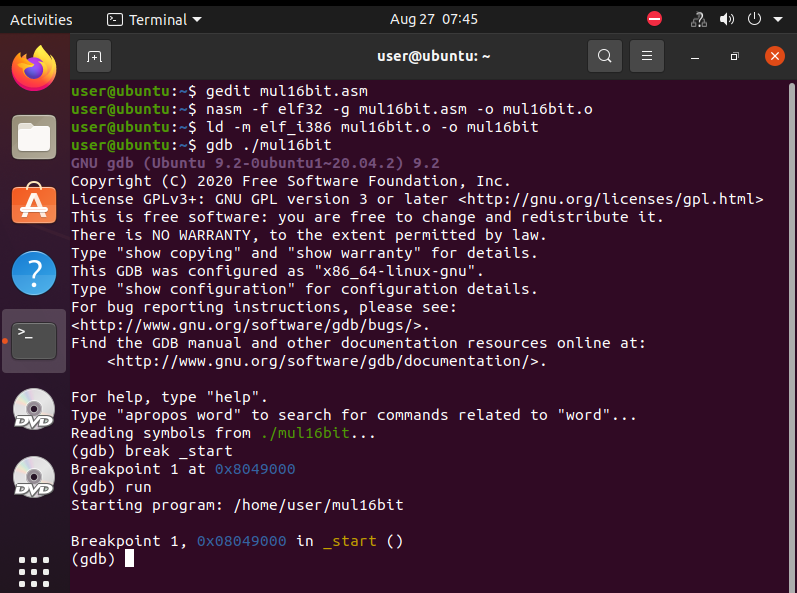 Activities
Terminal
Aug 27 07:45
user@ubuntu: ~
user@ubuntu:~$ gedit mul16bit.asm
user@ubuntu:~$ nasm -f elf32 -g mul16bit.asm -o mul16bit.o
user@ubuntu:~$ ld -m elf_i386 mul16bit.o -o mul16bit
user@ubuntu:~$ gdb ./mul16bit
GNU gdb (Ubuntu 9.2-0ubuntu1~20.04.2) 9.2
Copyright (C) 2020 Free Software Foundation, Inc.
License GPLv3+: GNU GPL version 3 or later <http://gnu.org/licenses/gpl.html>
This is free software: you are free to change and redistribute it.
There is NO WARRANTY, to the extent permitted by law.
Type "show copying" and "show warranty" for details.
This GDB was configured as "x86_64-linux-gnu".
Type "show configuration" for configuration details.
For bug reporting instructions, please see:
<http://www.gnu.org/software/gdb/bugs/>.
Find the GDB manual and other documentation resources online at:
    <http://www.gnu.org/software/gdb/documentation/>.

For help, type "help".
Type "apropos word" to search for commands related to "word"...
Reading symbols from ./mul16bit...
(gdb) break _start
Breakpoint 1 at 0x8049000
(gdb) run
Starting program: /home/user/mul16bit

Breakpoint 1, 0x08049000 in _start ()
(gdb)
?
>_
DVD
DVD